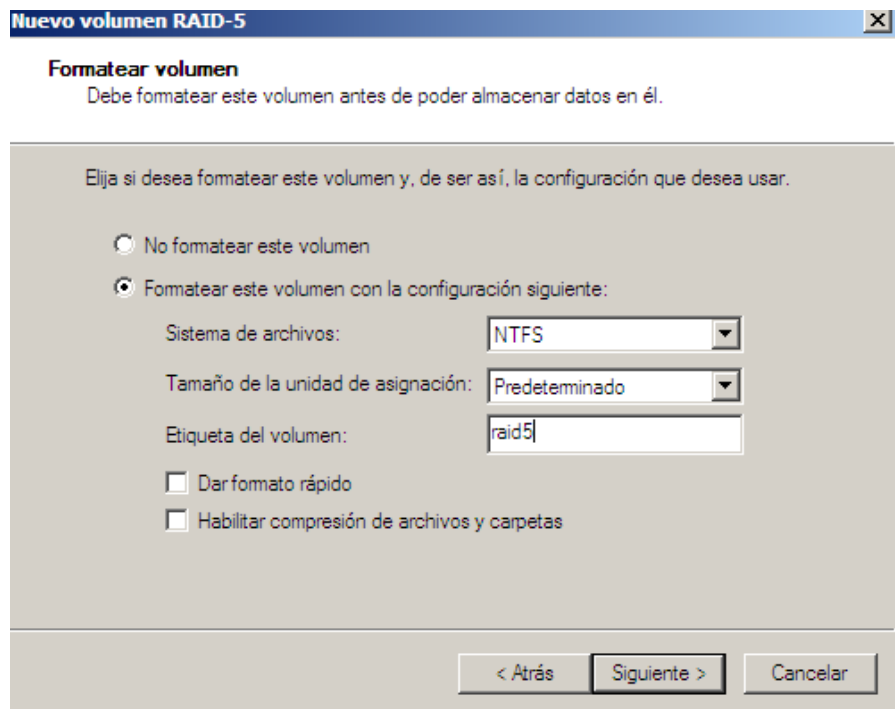 Nuevo volumen RAID-5
Formatear volumen
Debe formatear este volumen antes de poder almacenar datos en él.
Elija si desea formatear este volumen y, de ser así, la configuración que desea usar.
No formatear este volumen
Formatear este volumen con la configuración siguiente:
Sistema de archivos: NTFS
Tamaño de la unidad de asignación: Predeterminado
Etiqueta del volumen: raid5
Dar formato rápido
Habilitar compresión de archivos y carpetas
< Atrás Siguiente > Cancelar